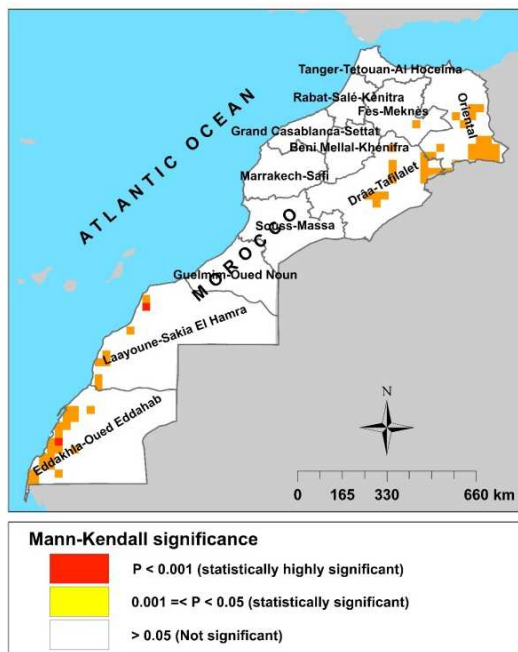 Tanger-Tetouan-Al Hoceima
Rabat-Salé-Kénitra
Fès-Meknès
Oriental
Grand Casablanca-Settat
Béni Mellal-Khénifra
Marrakech-Safi
Drâa-Tafilalet
ATLANTIC OCEAN
Souss-Massa
MOROCCO
Guelmim-Oued Noun
Laayoune-Sakia El Hamra
Eddakhla-Oued Eddahab
N
0 165 330 660 km
Mann-Kendall significance
P < 0.001 (statistically highly significant)
0.001 =< P < 0.05 (statistically significant)
> 0.05 (Not significant)